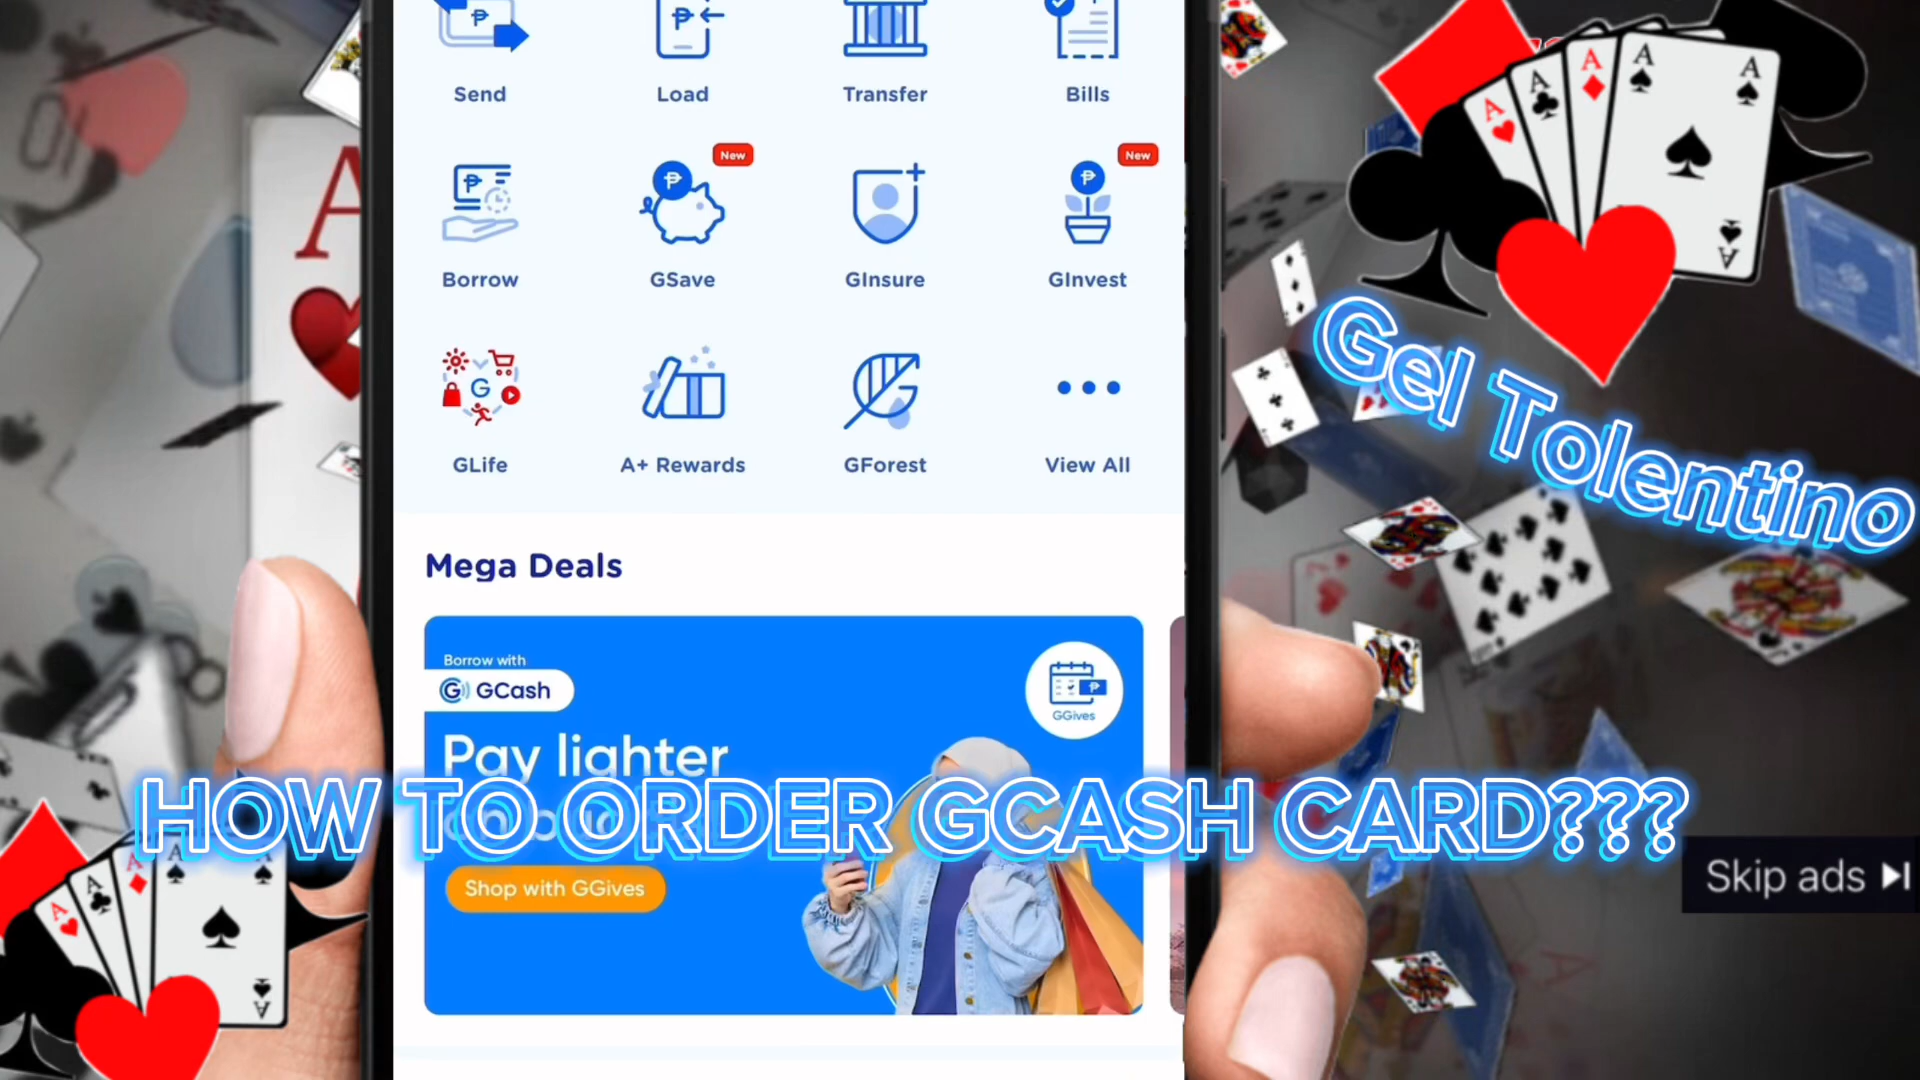 Send
Load
Transfer
Bills
New
New
Borrow
GSave
GInsure
GInvest
GLife
A+ Rewards
GForest
View All
Gel Tolentino
Mega Deals
Borrow with
GCash
GGives
Pay lighter
HOW TO ORDER GCASH CARD???
Shop with GGives
Skip ads
A
A
A
A
A
A
A
A
A
A
A
A
A